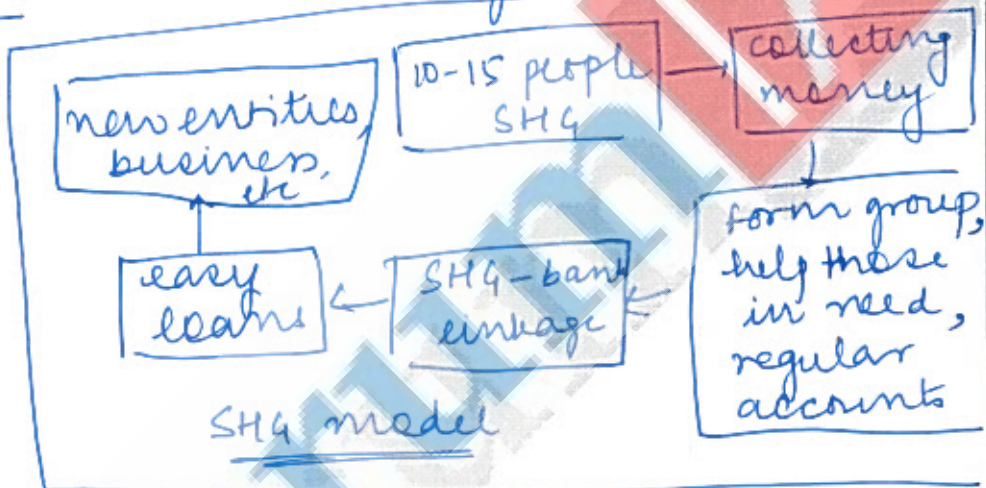 10-15 people
SHG
collecting
money
form group,
help those
in need,
regular
accounts
SHG-bank
linkage
easy
loans
new entities,
business,
etc
SHG model